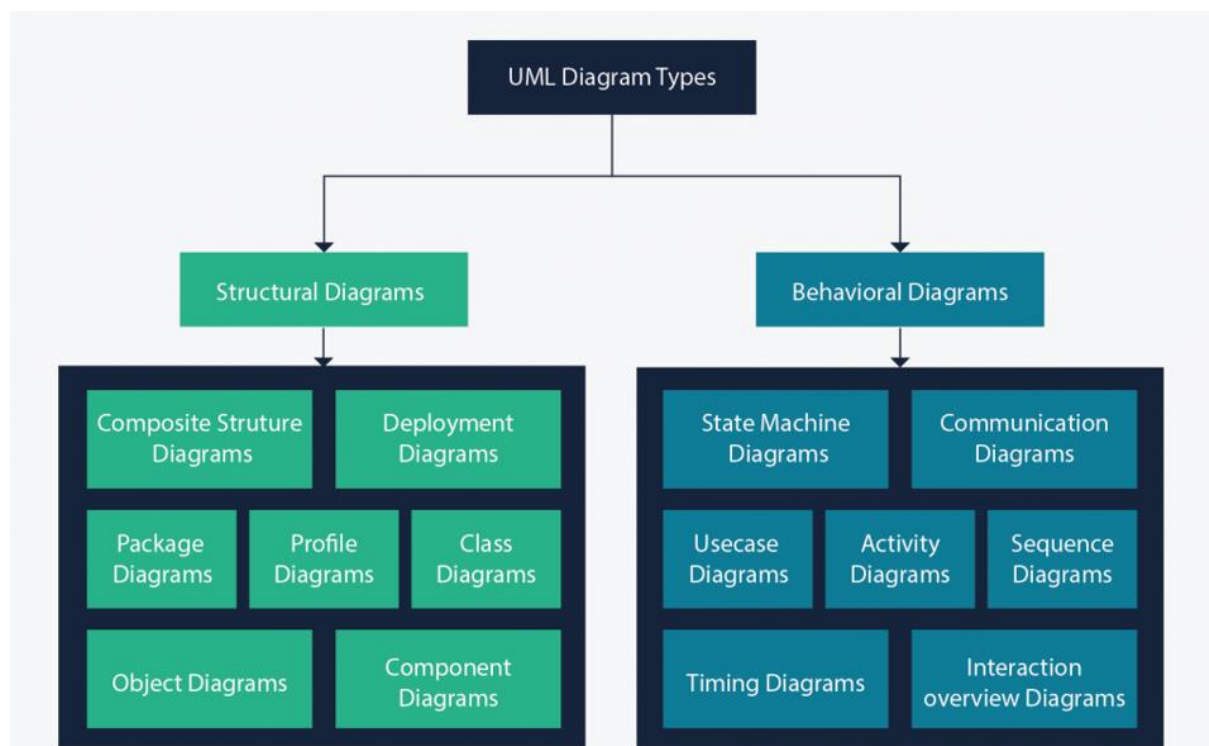 UML Diagram Types
Structural Diagrams
Behavioral Diagrams
Composite Struture
Diagrams
Deployment
Diagrams
Package
Diagrams
Profile
Diagrams
Class
Diagrams
Object Diagrams
Component
Diagrams
State Machine
Diagrams
Communication
Diagrams
Usecase
Diagrams
Activity
Diagrams
Sequence
Diagrams
Timing Diagrams
Interaction
overview Diagrams